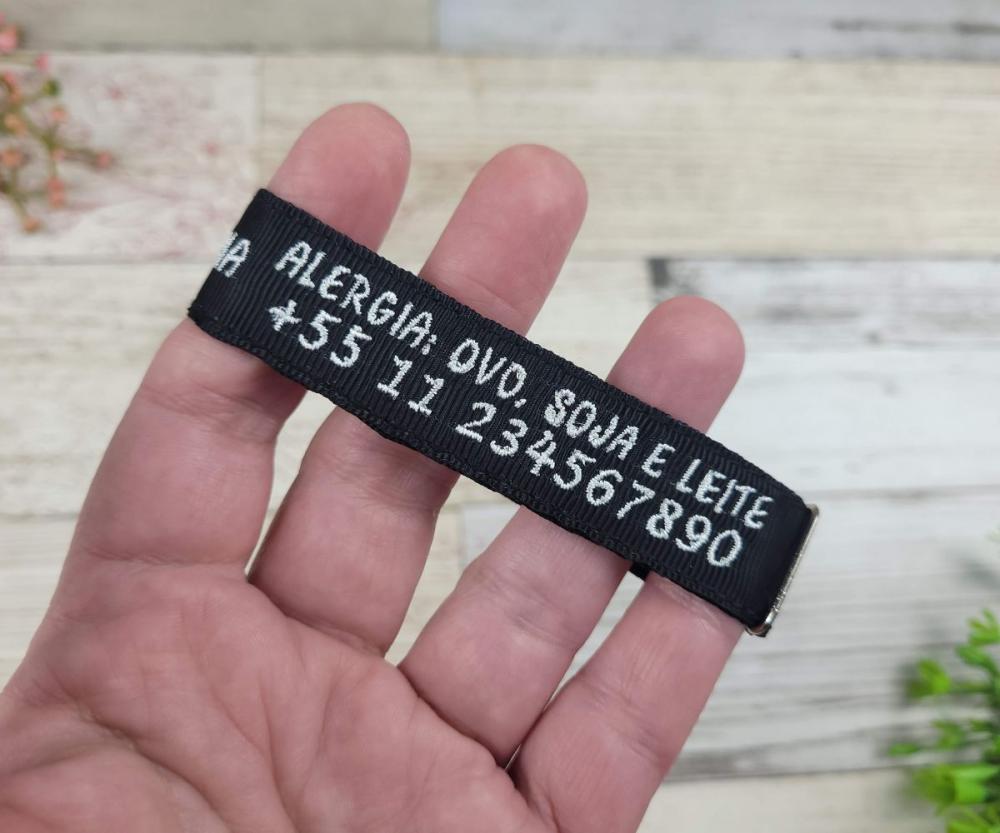 ALERGIA: OVO, SOJA E LEITE
+55 11 234567890